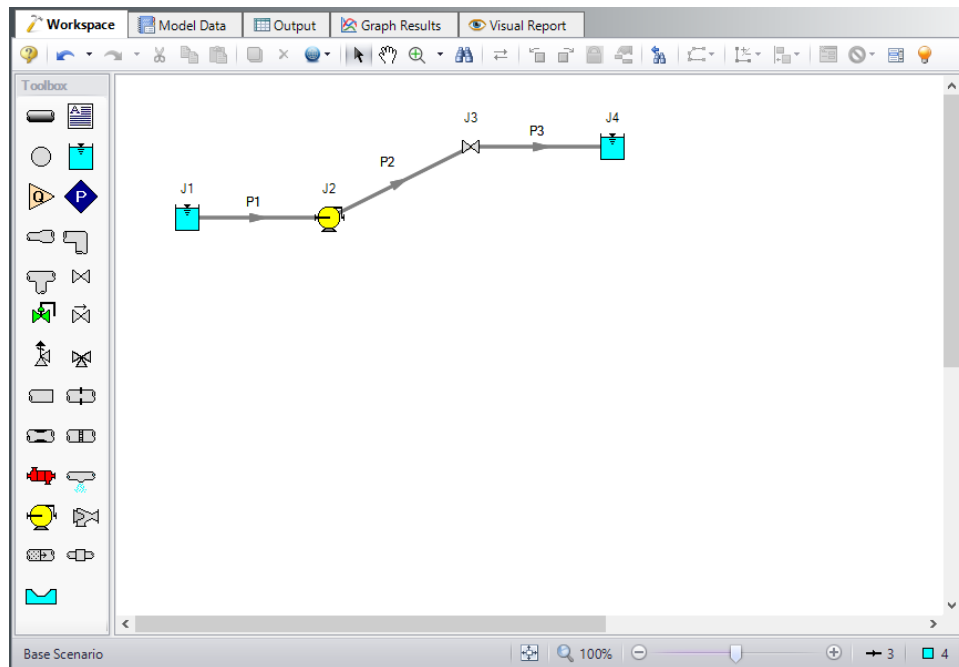 Workspace Model Data Output Graph Results Visual Report
Toolbox
A
J3 J4
P3
P2
Q P
J1 J2
P1
Base Scenario 100% 3 4